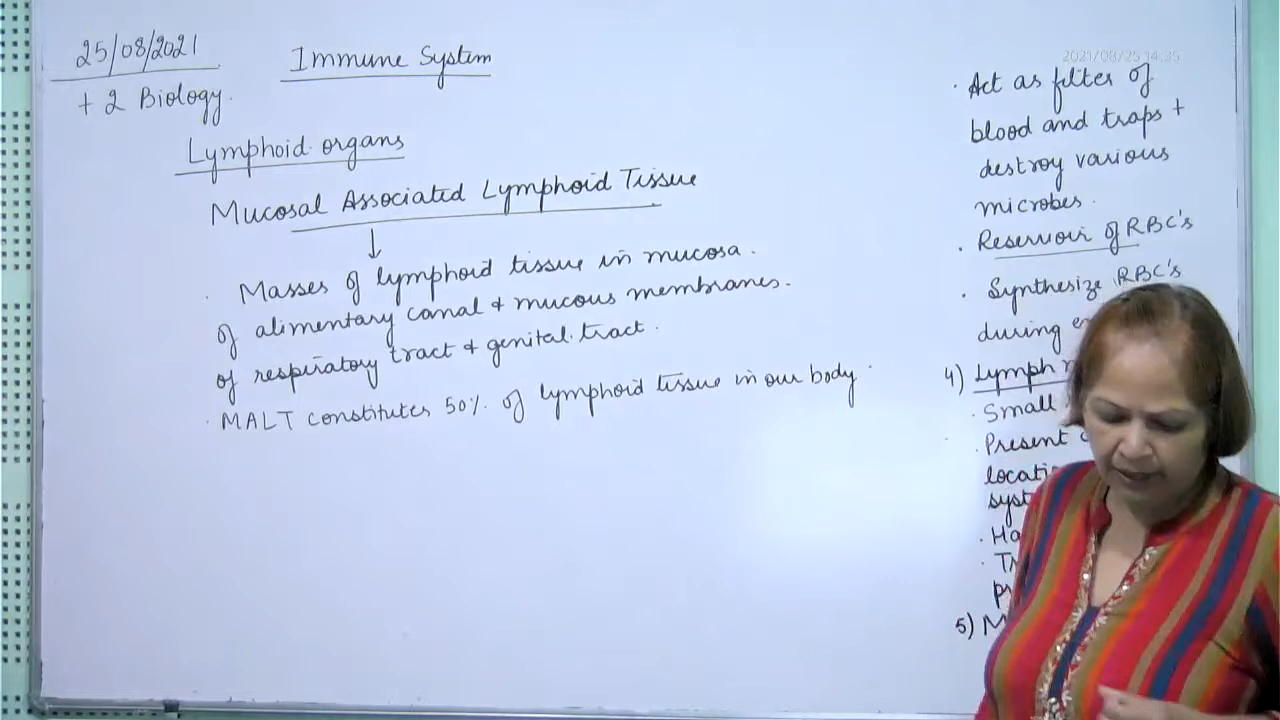 25/08/2021
+ 2 Biology.
Immune System
Lymphoid organs
Mucosal Associated Lymphoid Tissue
· Masses of lymphoid tissue in mucosa.
of alimentary canal + mucous membranes.
of respiratory tract + genital tract.
· MALT constitutes 50% of lymphoid tissue in our body.
2021/08/25 14:35
· Act as filter of
blood and traps +
destroy various
microbes.
· Reservoir of RBC's
· Synthesize RBC's
during
4) Lymph
· Small
· Present
locati
syst
· Ha
· Tr
5) M